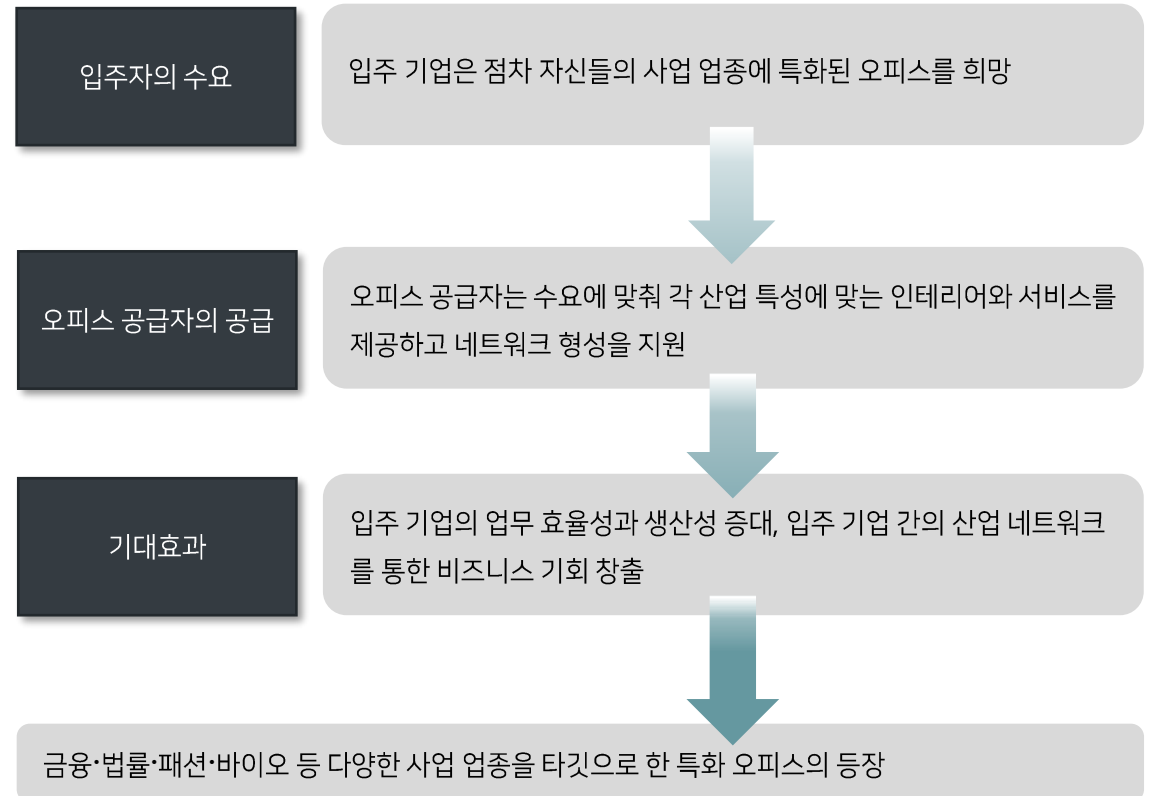 입주자의 수요
입주 기업은 점차 자신들의 사업 업종에 특화된 오피스를 희망
오피스 공급자의 공급
오피스 공급자는 수요에 맞춰 각 산업 특성에 맞는 인테리어와 서비스를
제공하고 네트워크 형성을 지원
기대효과
입주 기업의 업무 효율성과 생산성 증대, 입주 기업 간의 산업 네트워크
를 통한 비즈니스 기회 창출
금융·법률·패션·바이오 등 다양한 사업 업종을 타깃으로 한 특화 오피스의 등장